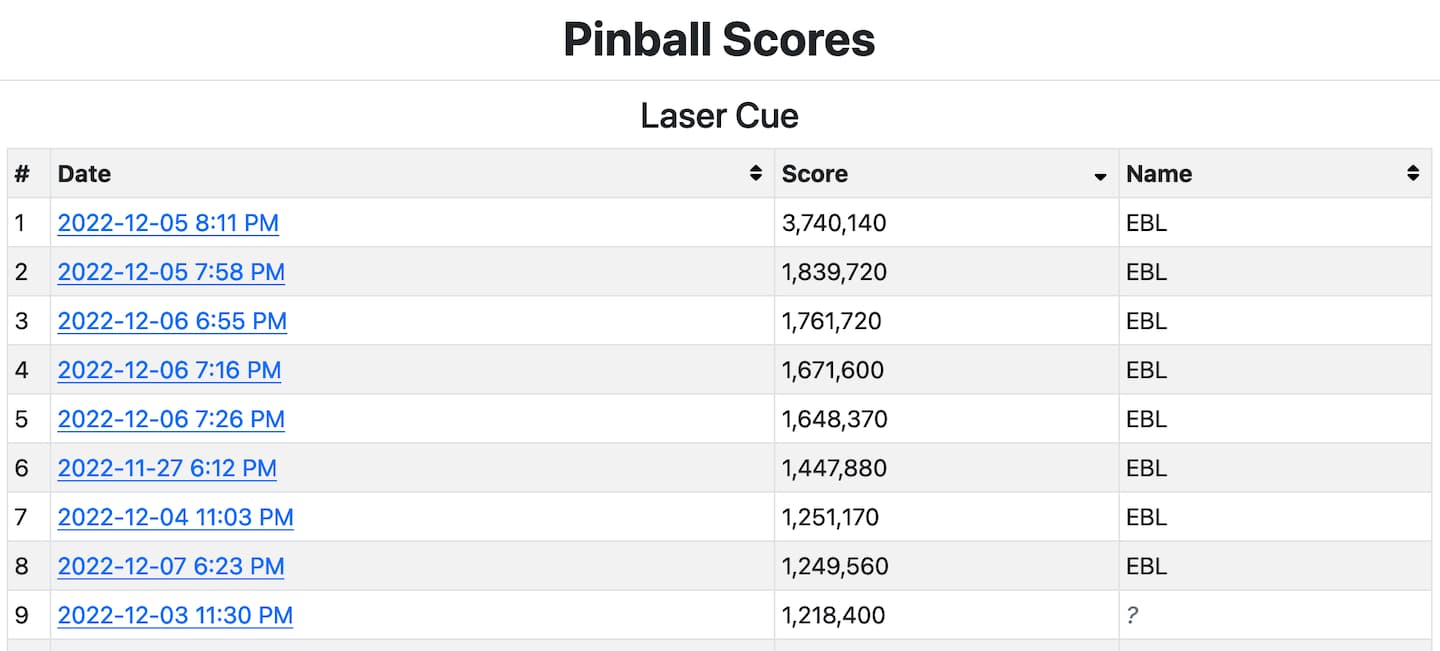 Pinball Scores
Laser Cue
# Date Score Name
1 2022-12-05 8:11 PM 3,740,140 EBL
2 2022-12-05 7:58 PM 1,839,720 EBL
3 2022-12-06 6:55 PM 1,761,720 EBL
4 2022-12-06 7:16 PM 1,671,600 EBL
5 2022-12-06 7:26 PM 1,648,370 EBL
6 2022-11-27 6:12 PM 1,447,880 EBL
7 2022-12-04 11:03 PM 1,251,170 EBL
8 2022-12-07 6:23 PM 1,249,560 EBL
9 2022-12-03 11:30 PM 1,218,400 ?